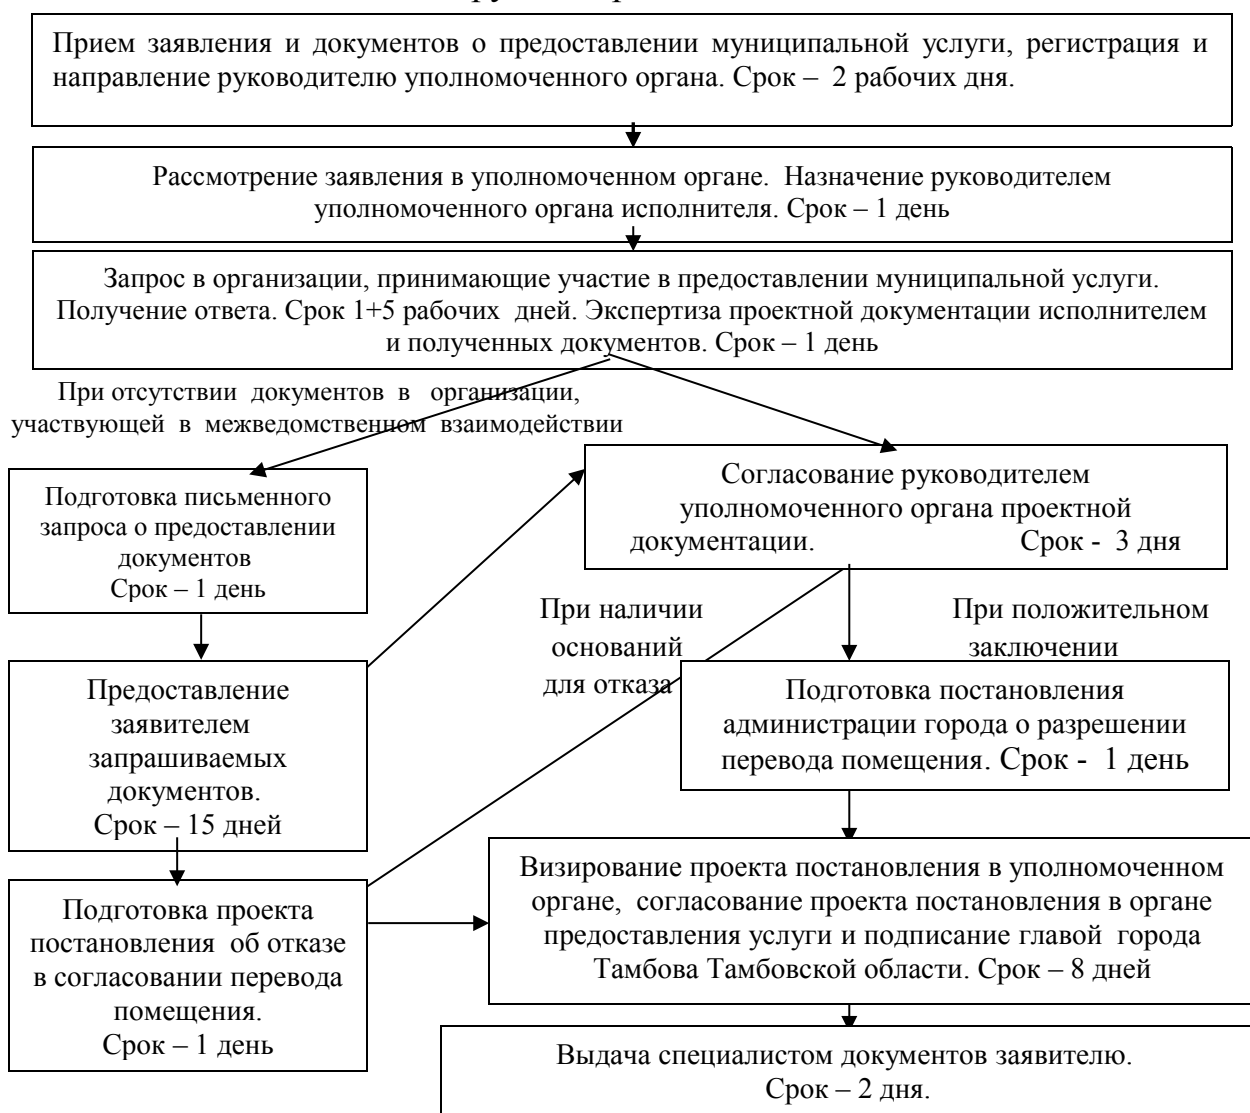 Прием заявления и документов о предоставлении муниципальной услуги, регистрация и
направление руководителю уполномоченного органа. Срок – 2 рабочих дня.
Рассмотрение заявления в уполномоченном органе. Назначение руководителем
уполномоченного органа исполнителя. Срок – 1 день
Запрос в организации, принимающие участие в предоставлении муниципальной услуги.
Получение ответа. Срок 1+5 рабочих дней. Экспертиза проектной документации исполнителем
и полученных документов. Срок – 1 день
При отсутствии документов в организации,
участвующей в межведомственном взаимодействии
Подготовка письменного
запроса о предоставлении
документов
Срок – 1 день
Согласование руководителем
уполномоченного органа проектной
документации. Срок - 3 дня
При наличии
оснований
для отказа
При положительном
заключении
Предоставление
заявителем
запрашиваемых
документов.
Срок – 15 дней
Подготовка постановления
администрации города о разрешении
перевода помещения. Срок - 1 день
Подготовка проекта
постановления об отказе
в согласовании перевода
помещения.
Срок – 1 день
Визирование проекта постановления в уполномоченном
органе, согласование проекта постановления в органе
предоставления услуги и подписание главой города
Тамбова Тамбовской области. Срок – 8 дней
Выдача специалистом документов заявителю.
Срок – 2 дня.